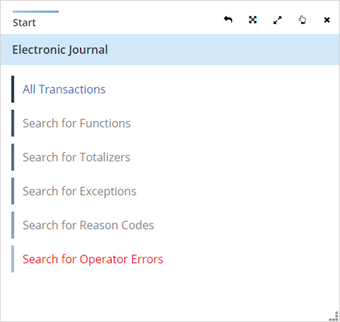 Start
Electronic Journal
All Transactions
Search for Functions
Search for Totalizers
Search for Exceptions
Search for Reason Codes
Search for Operator Errors